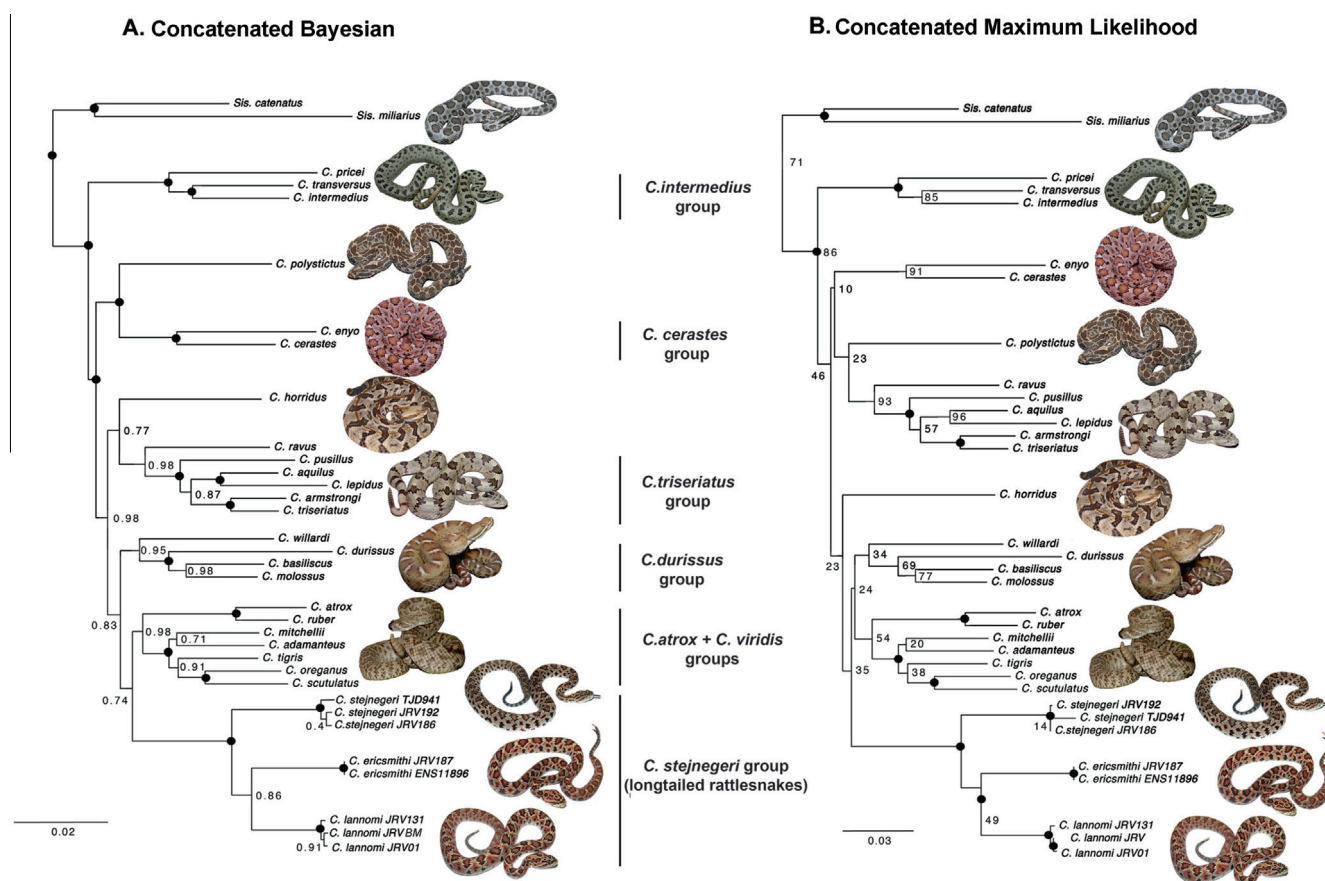 A. Concatenated Bayesian
Sis. catenatus
Sis. miliarius
C. pricei
C. transversus
C. intermedius
C. polystictus
C. enyo
C. cerastes
C. horridus
0.77
C. ravus
0.98
C. pusillus
C. aquilus
C. lepidus
0.87
C. armstrongi
C. triseriatus
0.98
C. willardi
0.95
C. durissus
C. basiliscus
0.98
C. molossus
C. atrox
C. ruber
0.83
0.98
C. mitchellii
0.71
C. adamanteus
C. tigris
0.91
C. oreganus
C. scutulatus
0.74
C. stejnegeri TJD941
C. stejnegeri JRV192
0.4
C.stejnegeri JRV186
C. ericsmithi JRV187
C. ericsmithi ENS11896
0.86
C. lannomi JRV131
C. lannomi JRVBM
0.91
C. lannomi JRV01
0.02
C.intermedius
group
C. cerastes
group
C.triseriatus
group
C.durissus
group
C.atrox + C. viridis
groups
C. stejnegeri group
(longtailed rattlesnakes)
B. Concatenated Maximum Likelihood
Sis. catenatus
Sis. miliarius
71
C. pricei
C. transversus
85
C. intermedius
86
C. enyo
91
C. cerastes
10
C. polystictus
23
46
C. ravus
93
C. pusillus
C. aquilus
96
C. lepidus
57
C. armstrongi
C. triseriatus
C. horridus
C. willardi
34
C. durissus
23
69
C. basiliscus
77
C. molossus
24
C. atrox
C. ruber
54
C. mitchellii
20
C. adamanteus
C. tigris
35
38
C. oreganus
C. scutulatus
C. stejnegeri JRV192
C. stejnegeri TJD941
14
C.stejnegeri JRV186
C. ericsmithi JRV187
C. ericsmithi ENS11896
49
C. lannomi JRV131
C. lannomi JRV
C. lannomi JRV01
0.03